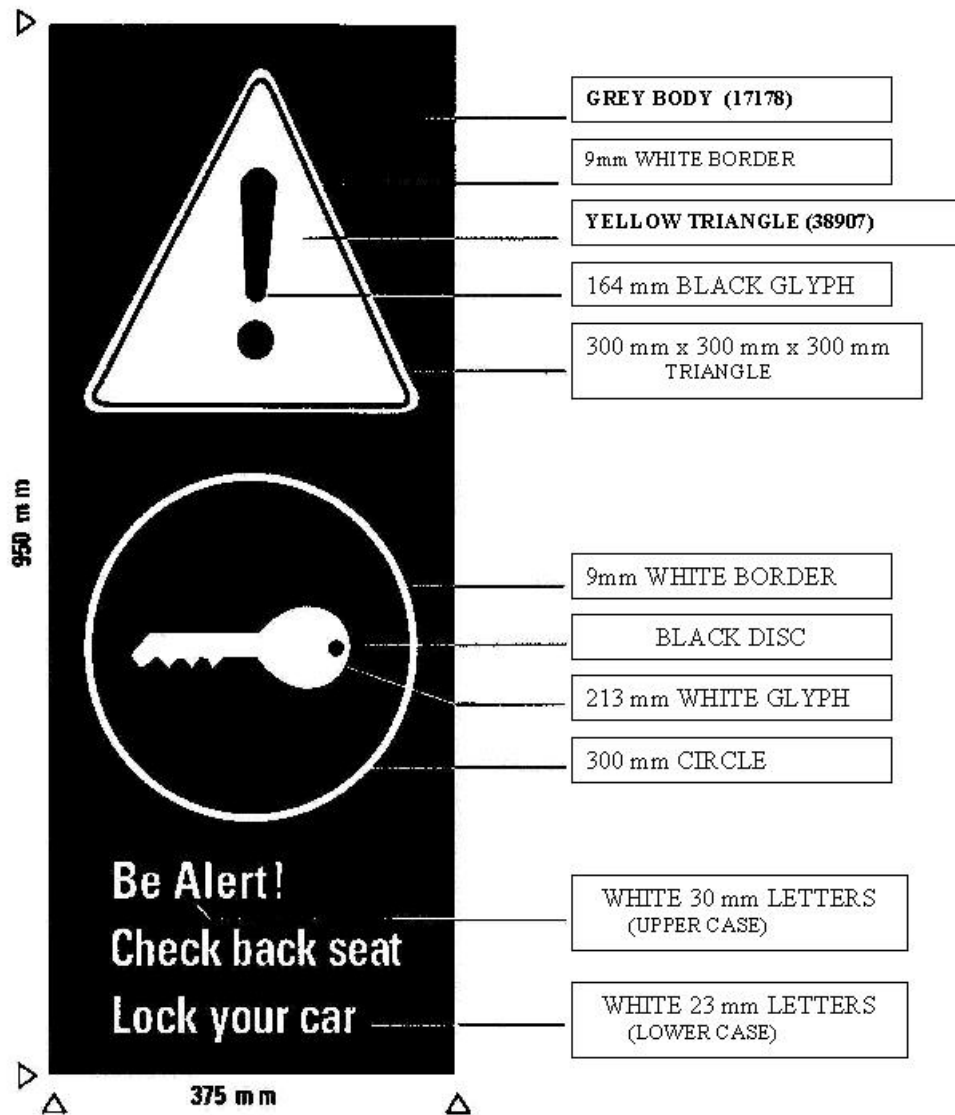 GREY BODY (17178)
9mm WHITE BORDER
YELLOW TRIANGLE (38907)
164 mm BLACK GLYPH
300 mm x 300 mm x 300 mm
TRIANGLE
950 mm
9mm WHITE BORDER
BLACK DISC
213 mm WHITE GLYPH
300 mm CIRCLE
Be Alert!
Check back seat
Lock your car
WHITE 30 mm LETTERS
(UPPER CASE)
WHITE 23 mm LETTERS
(LOWER CASE)
375 mm